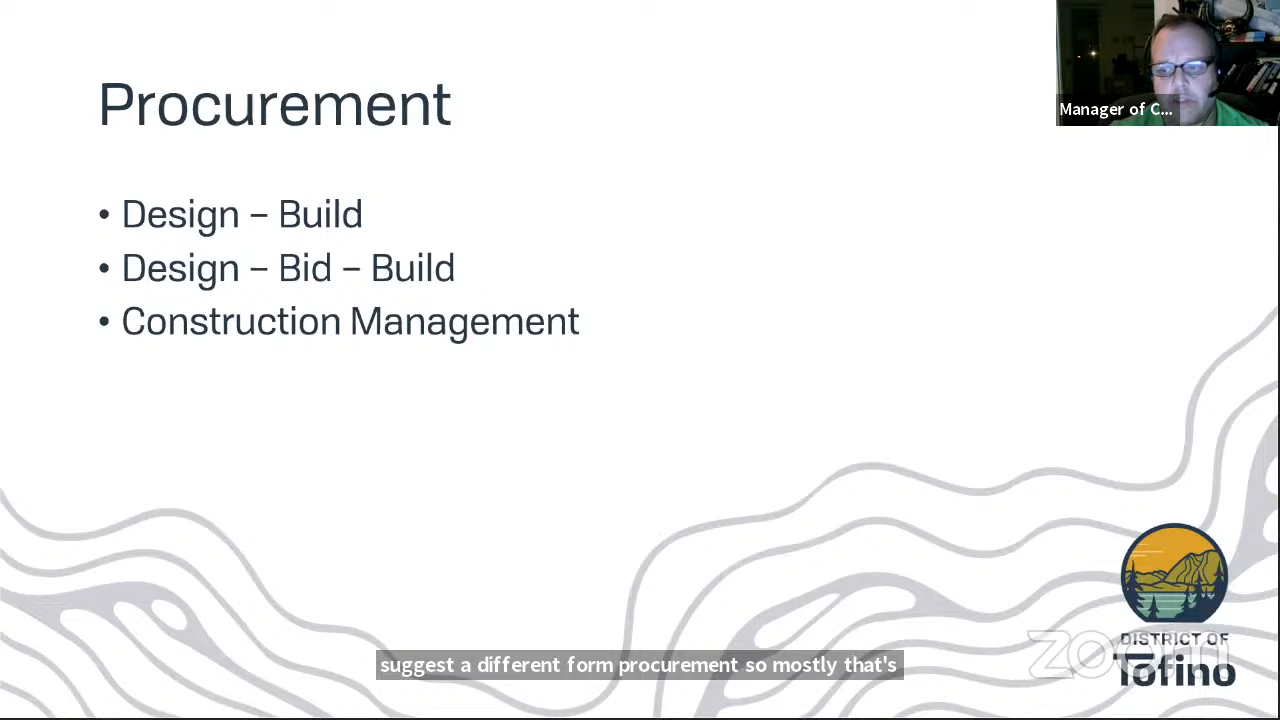 Procurement
Manager of C...
• Design – Build
• Design – Bid – Build
• Construction Management
suggest a different form procurement so mostly that's
zoom
DISTRICT OF
Tofino